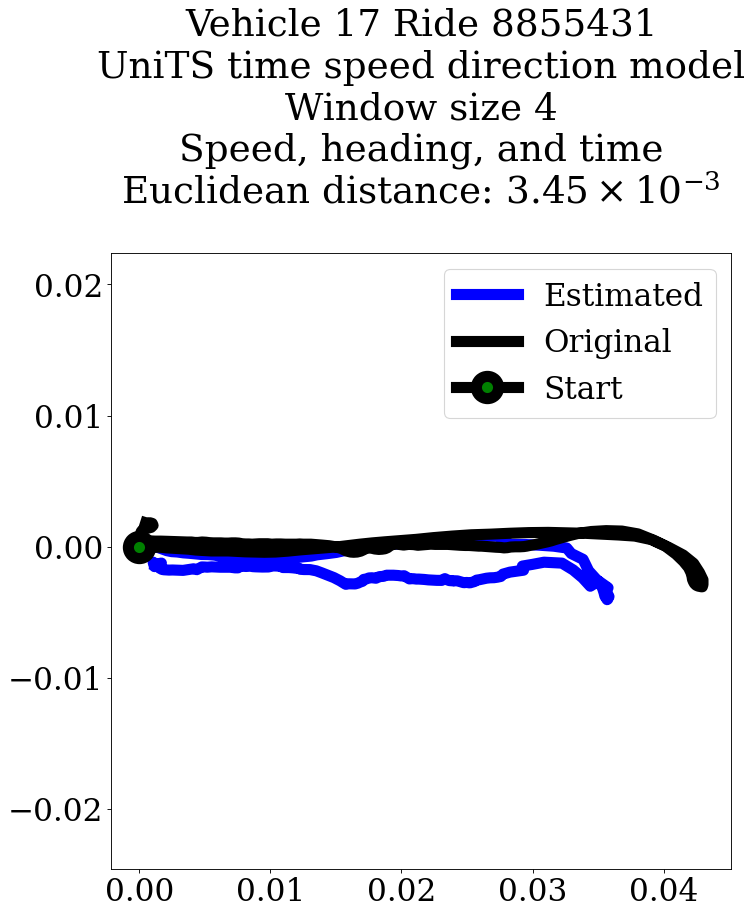 Vehicle 17 Ride 8855431
UniTS time speed direction model
Window size 4
Speed, heading, and time
Euclidean distance: 3.45 × 10⁻³
Estimated
Original
Start
0.02
0.01
0.00
−0.01
−0.02
0.00 0.01 0.02 0.03 0.04